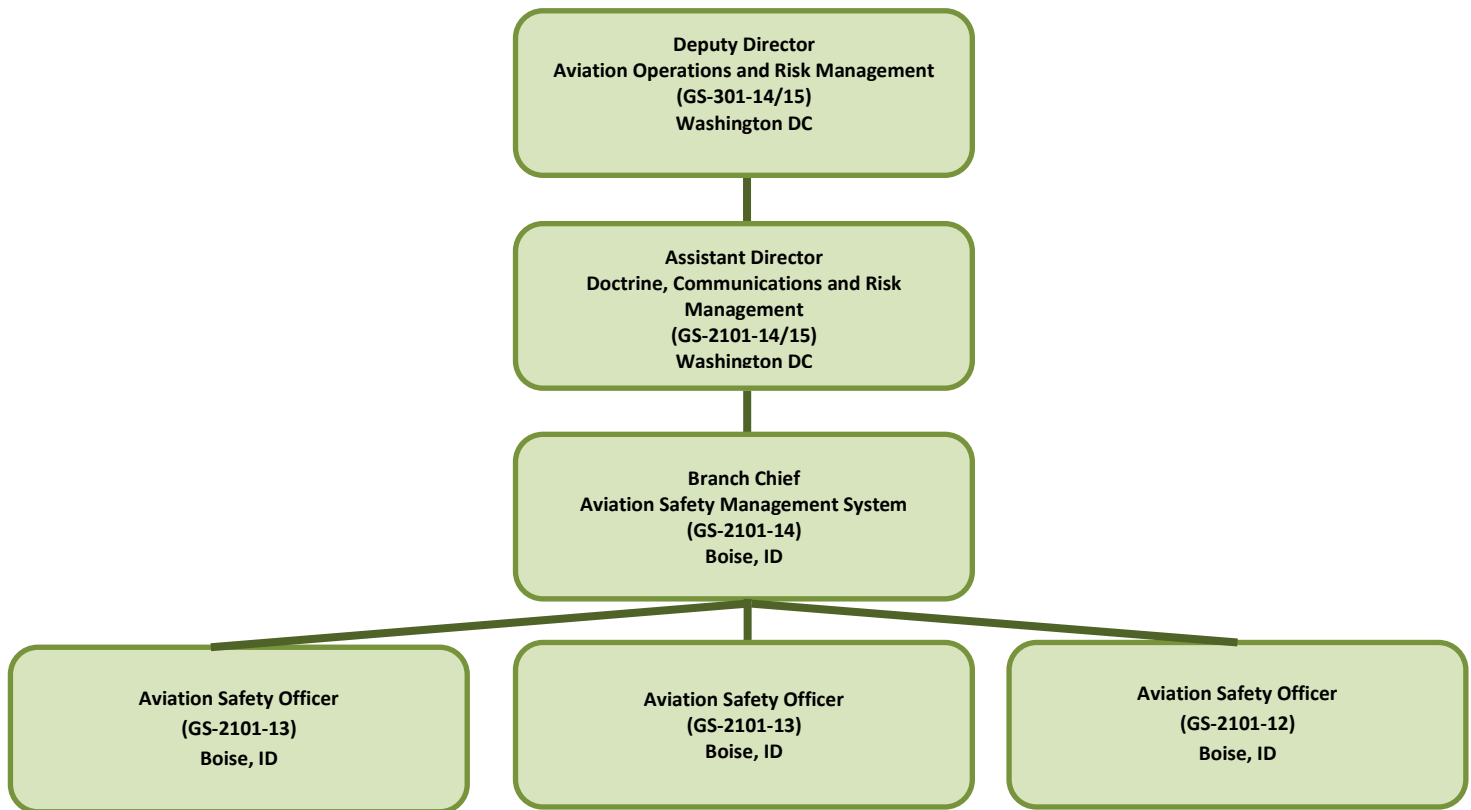 Deputy Director
Aviation Operations and Risk Management
(GS-301-14/15)
Washington DC
Assistant Director
Doctrine, Communications and Risk
Management
(GS-2101-14/15)
Washington DC
Branch Chief
Aviation Safety Management System
(GS-2101-14)
Boise, ID
Aviation Safety Officer
(GS-2101-13)
Boise, ID
Aviation Safety Officer
(GS-2101-13)
Boise, ID
Aviation Safety Officer
(GS-2101-12)
Boise, ID